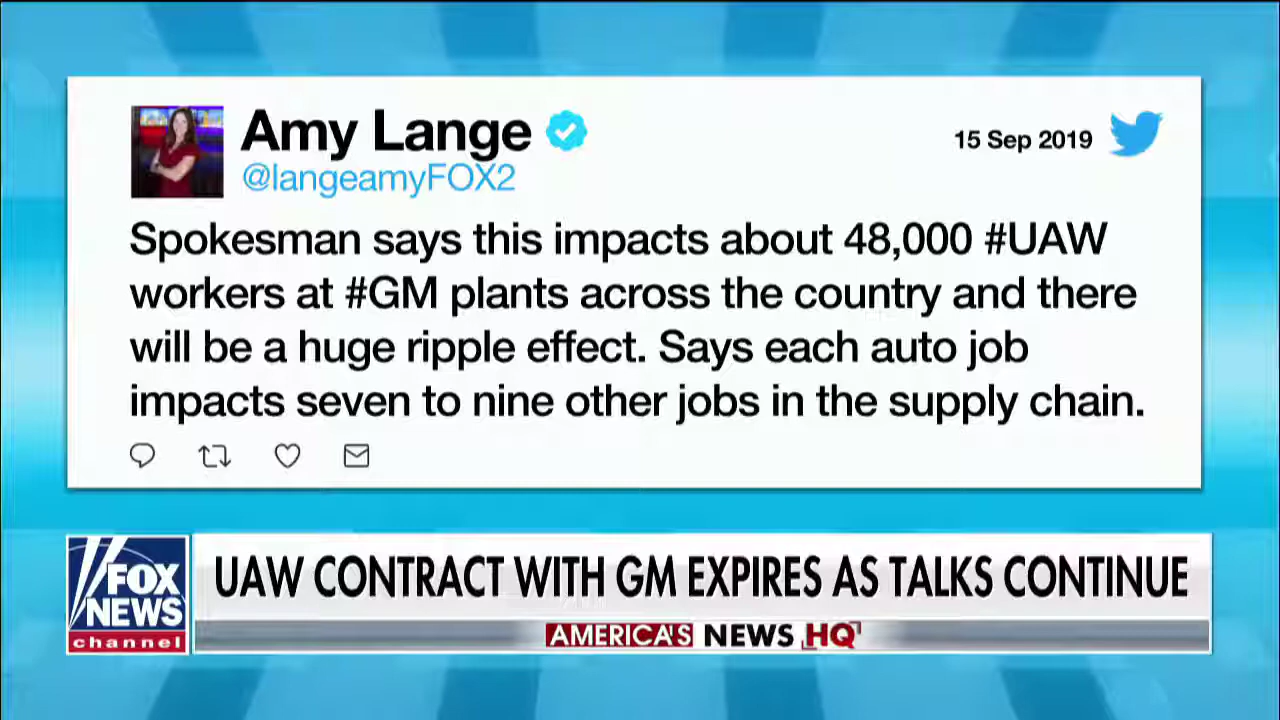 Amy Lange
15 Sep 2019
@langeamyFOX2
Spokesman says this impacts about 48,000 #UAW
workers at #GM plants across the country and there
will be a huge ripple effect. Says each auto job
impacts seven to nine other jobs in the supply chain.
FOX
NEWS
channel
UAW CONTRACT WITH GM EXPIRES AS TALKS CONTINUE
AMERICA'S NEWS HQ